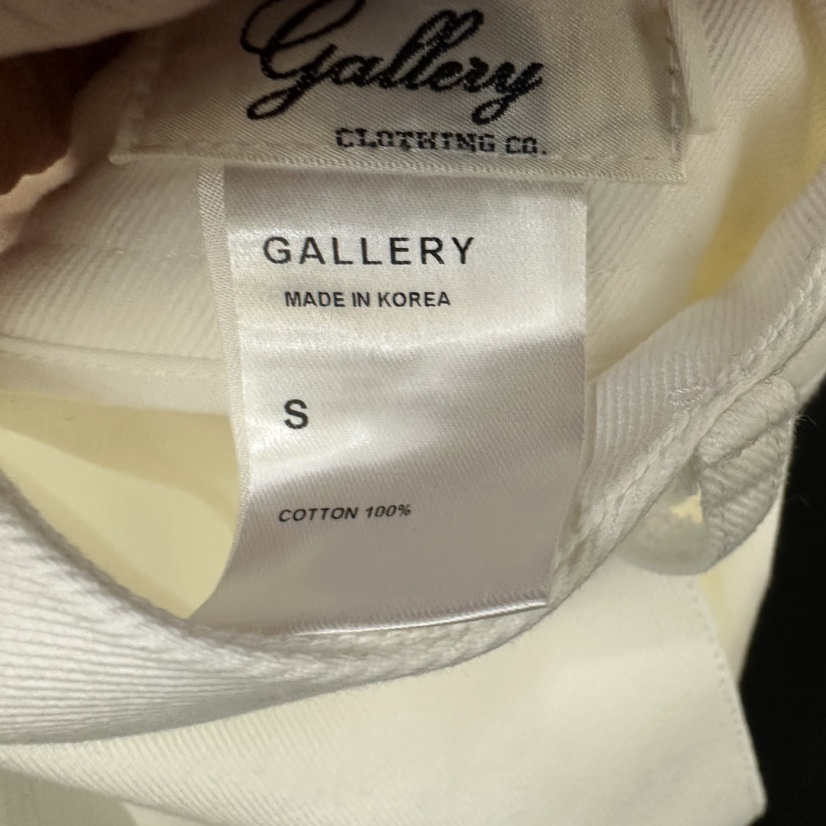 Gallery
CLOTHING CO.
GALLERY
MADE IN KOREA
S
COTTON 100%